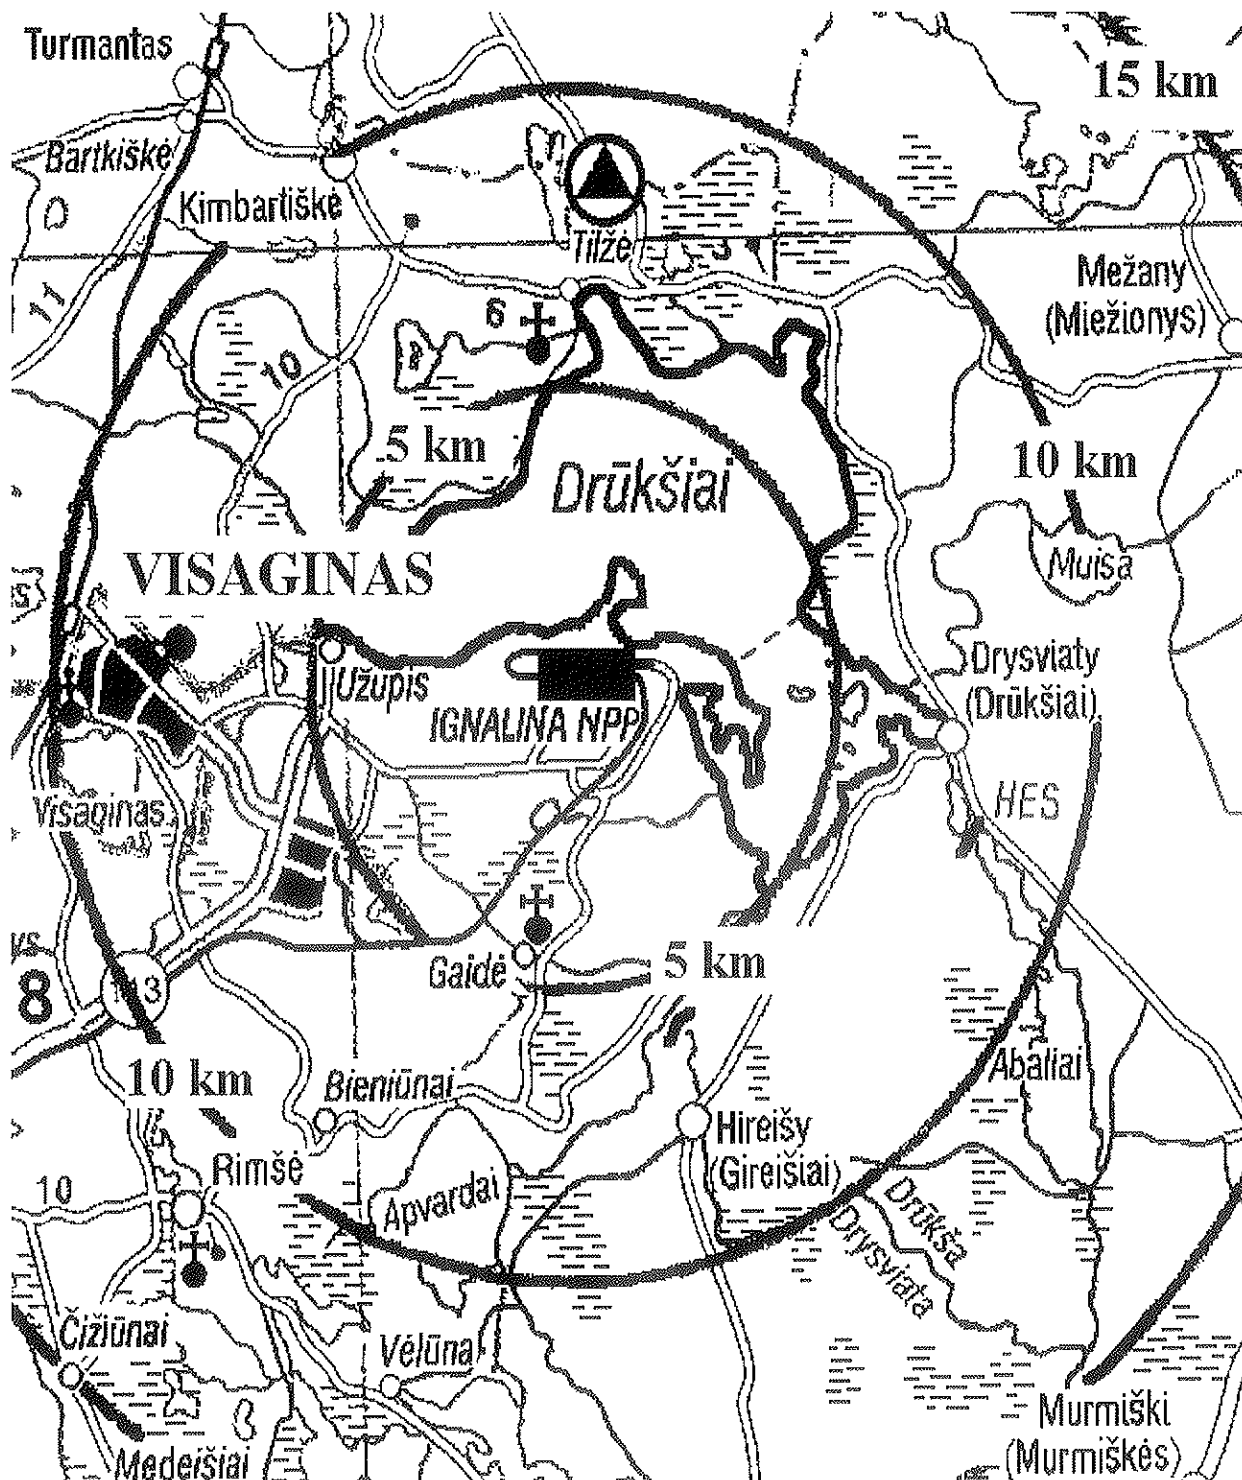 Turmantas
15 km
Bartkiškė
Kimbartiškė
Tilžė
Mežany
(Miežionys)
11
6
10
5 km
10 km
Drūkšiai
VISAGINAS
Muisa
Užupis
Drysviaty
(Drūkšiai)
IGNALINA NPP
Visaginas
HES
8
Gaidė
5 km
10 km
Bieniūnai
Abaliai
Hireišy
(Gireišiai)
Rimšė
10
Apvardai
Drūkša
Drysviata
Čižiūnai
Vėlūna
Murmiški
(Murmiškės)
Medeišiai